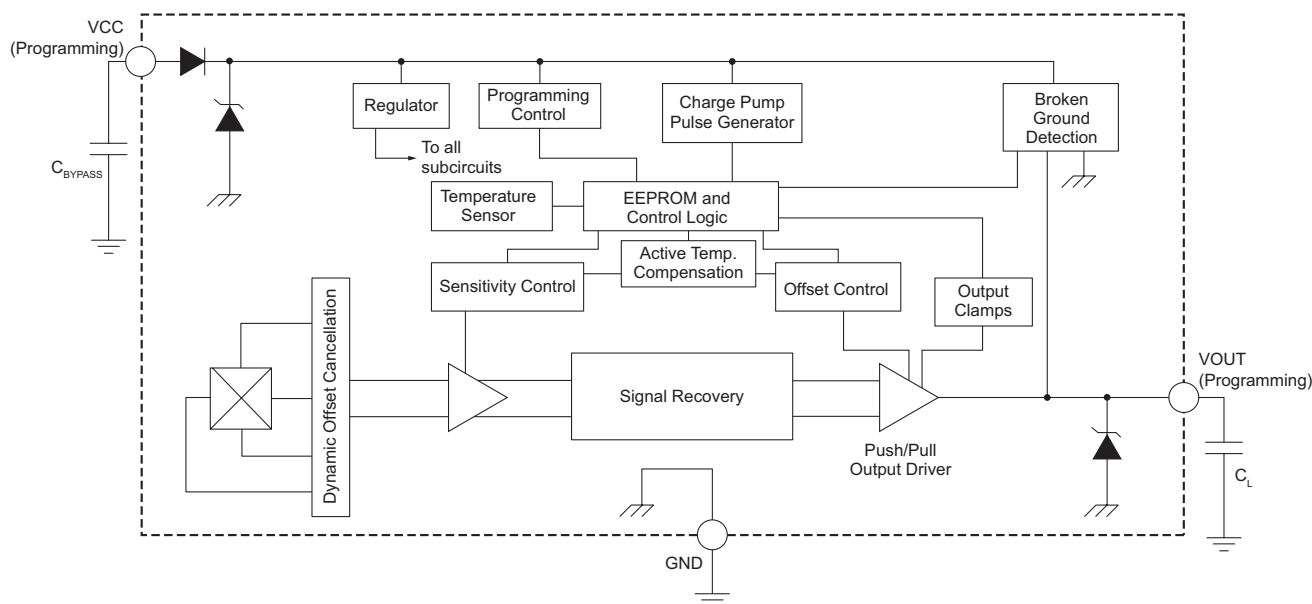 VCC
(Programming)
C_BYPASS
Regulator
To all
subcircuits
Programming
Control
Charge Pump
Pulse Generator
Broken
Ground
Detection
Temperature
Sensor
EEPROM and
Control Logic
Sensitivity Control
Active Temp.
Compensation
Offset Control
Output
Clamps
Dynamic Offset Cancellation
Signal Recovery
Push/Pull
Output Driver
VOUT
(Programming)
C_L
GND